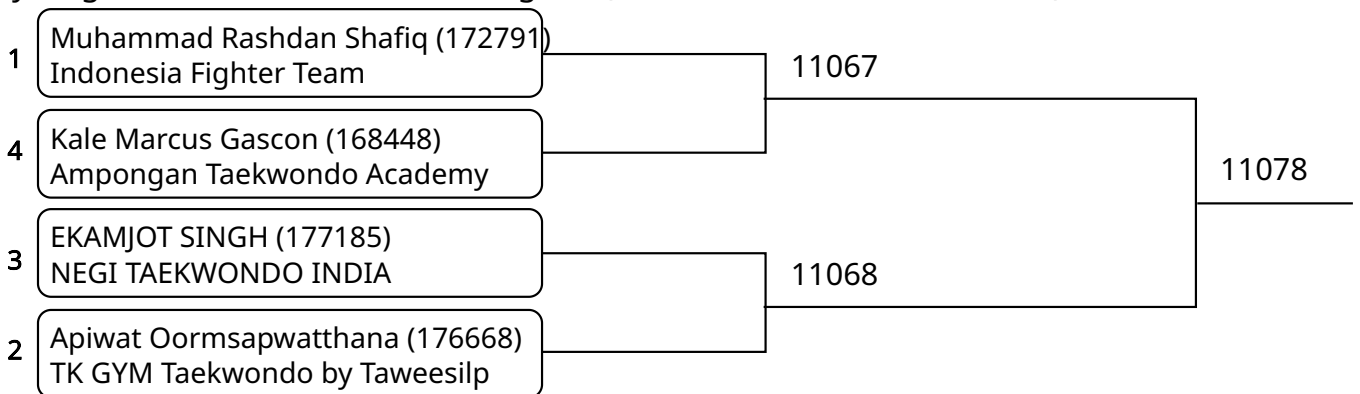 1
Muhammad Rashdan Shafiq (172791)
Indonesia Fighter Team
11067
4
Kale Marcus Gascon (168448)
Ampongan Taekwondo Academy
11078
3
EKAMJOT SINGH (177185)
NEGI TAEKWONDO INDIA
11068
2
Apiwat Oormsapwatthana (176668)
TK GYM Taekwondo by Taweesilp